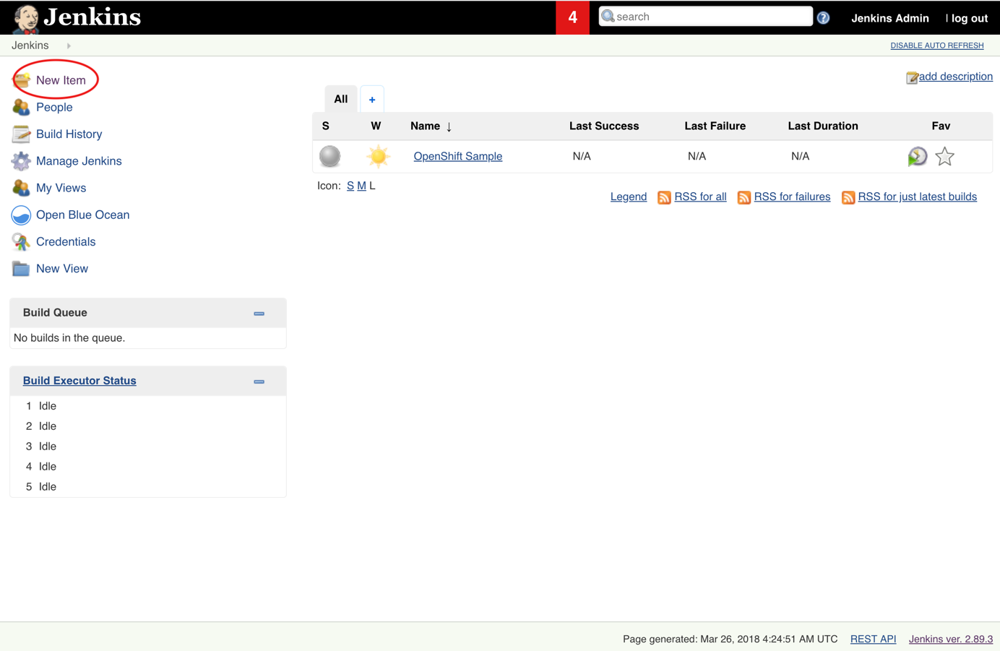 Jenkins
4
search
?
Jenkins Admin
| log out
Jenkins
DISABLE AUTO REFRESH
New Item
People
Build History
Manage Jenkins
My Views
Open Blue Ocean
Credentials
New View
Build Queue
No builds in the queue.
Build Executor Status
1 Idle
2 Idle
3 Idle
4 Idle
5 Idle
add description
All +
S W Name ↓ Last Success Last Failure Last Duration Fav
OpenShift Sample N/A N/A N/A
Icon: S M L
Legend RSS for all RSS for failures RSS for just latest builds
Page generated: Mar 26, 2018 4:24:51 AM UTC REST API Jenkins ver. 2.89.3